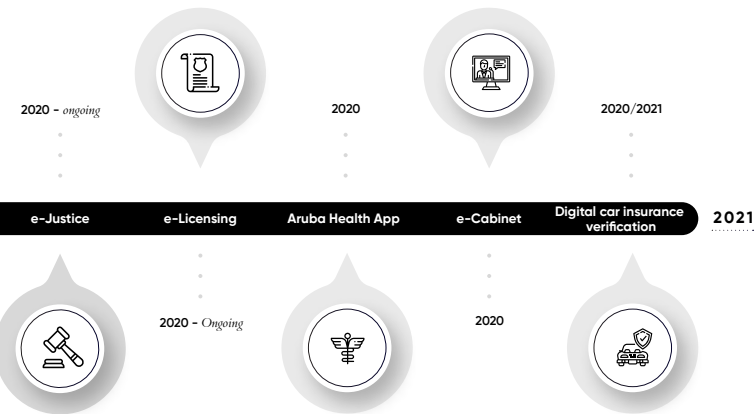 2020 - ongoing
2020
2020/2021
e-Justice
e-Licensing
Aruba Health App
e-Cabinet
Digital car insurance
verification
2021
2020 - Ongoing
2020